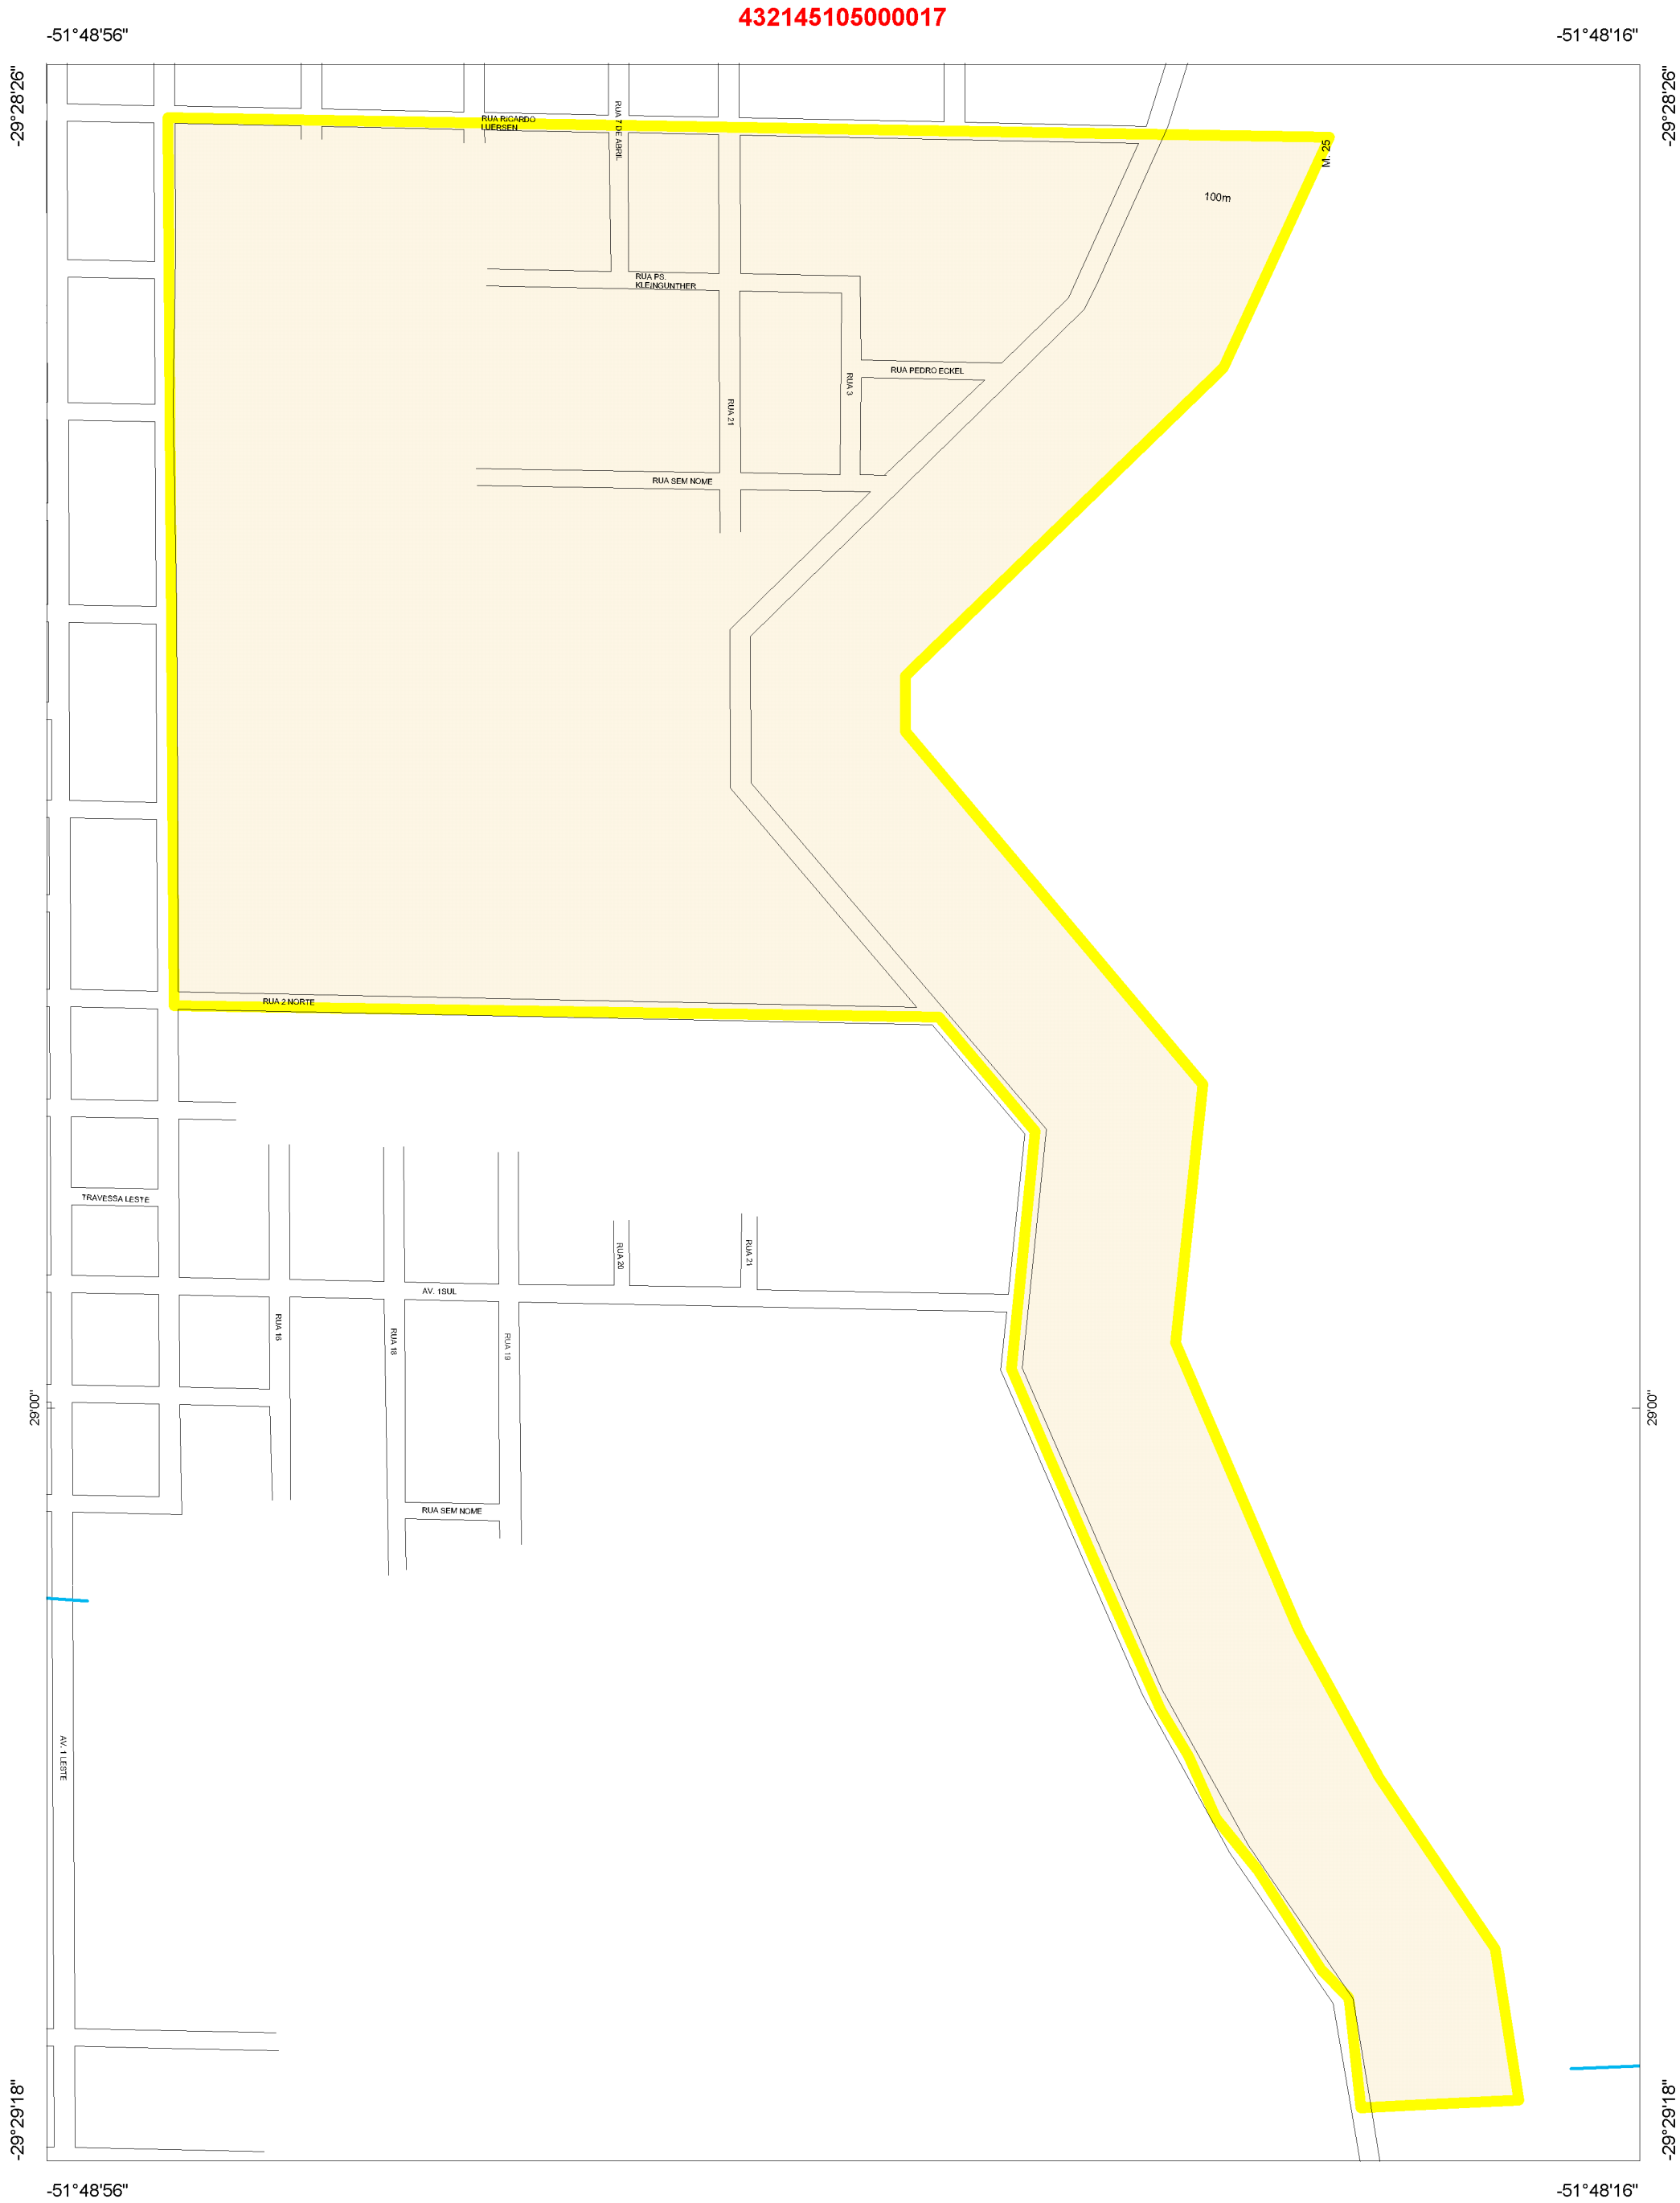 432145105000017
-51°48'56"
-51°48'16"
-29°28'26"
-29°28'26"
RUA RICARDO
LUERSEN
RUA 7 DE ABRIL
M. 25
100m
RUA PS.
KLEINGUNTHER
RUA PEDRO ECKEL
RUA 3
RUA 21
RUA SEM NOME
RUA 2 NORTE
TRAVESSA LESTE
RUA 20
RUA 21
AV. 1SUL
RUA 16
RUA 18
RUA 19
29'00"
29'00"
RUA SEM NOME
AV. 1 LESTE
-29°29'18"
-29°29'18"
-51°48'56"
-51°48'16"